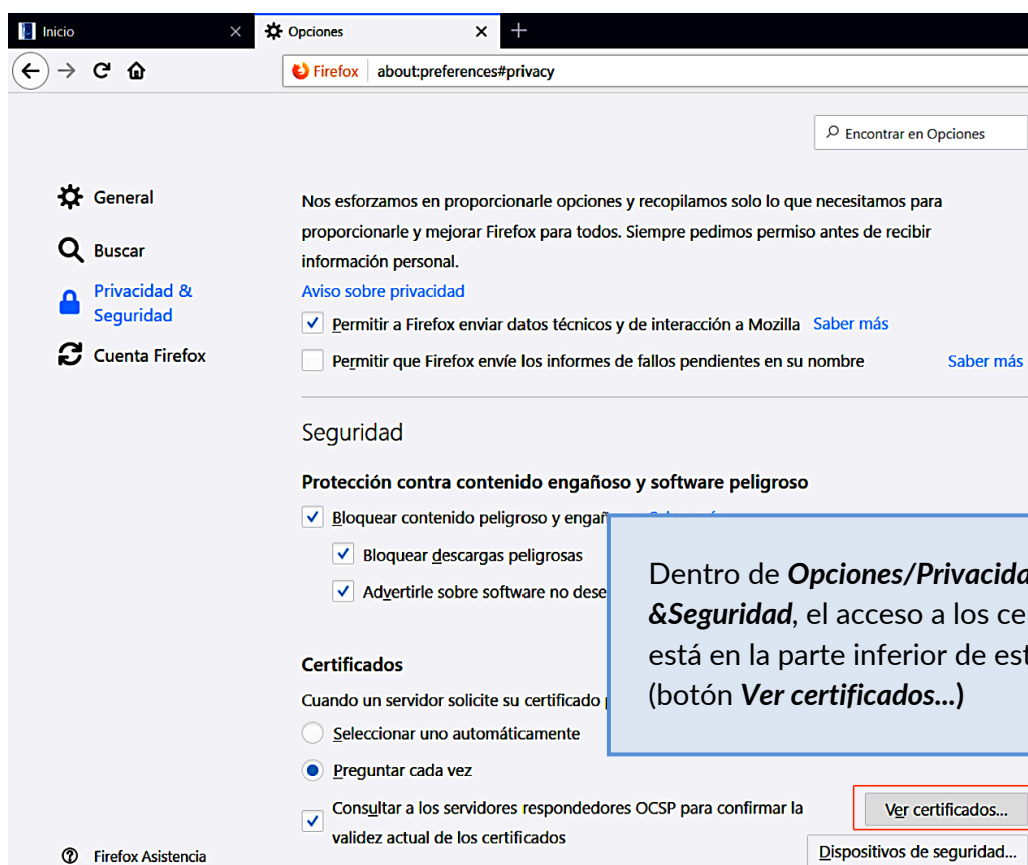 Inicio
Opciones
Firefox about:preferences#privacy
Encontrar en Opciones
General
Buscar
Privacidad &
Seguridad
Cuenta Firefox
Nos esforzamos en proporcionarle opciones y recopilamos solo lo que necesitamos para
proporcionarle y mejorar Firefox para todos. Siempre pedimos permiso antes de recibir
información personal.
Aviso sobre privacidad
Permitir a Firefox enviar datos técnicos y de interacción a Mozilla Saber más
Permitir que Firefox envíe los informes de fallos pendientes en su nombre Saber más
Seguridad
Protección contra contenido engañoso y software peligroso
Bloquear contenido peligroso y
Bloquear descargas peligrosas
Advertirle sobre software no
Dentro de Opciones/
&Seguridad, el acceso a los
está en la parte inferior de
(botón Ver certificados...)
Certificados
Cuando un servidor solicite su certificado
Seleccionar uno automáticamente
Preguntar cada vez
Consultar a los servidores respondedores OCSP para confirmar la
validez actual de los certificados
Ver certificados...
Dispositivos de seguridad...
Firefox Asistencia